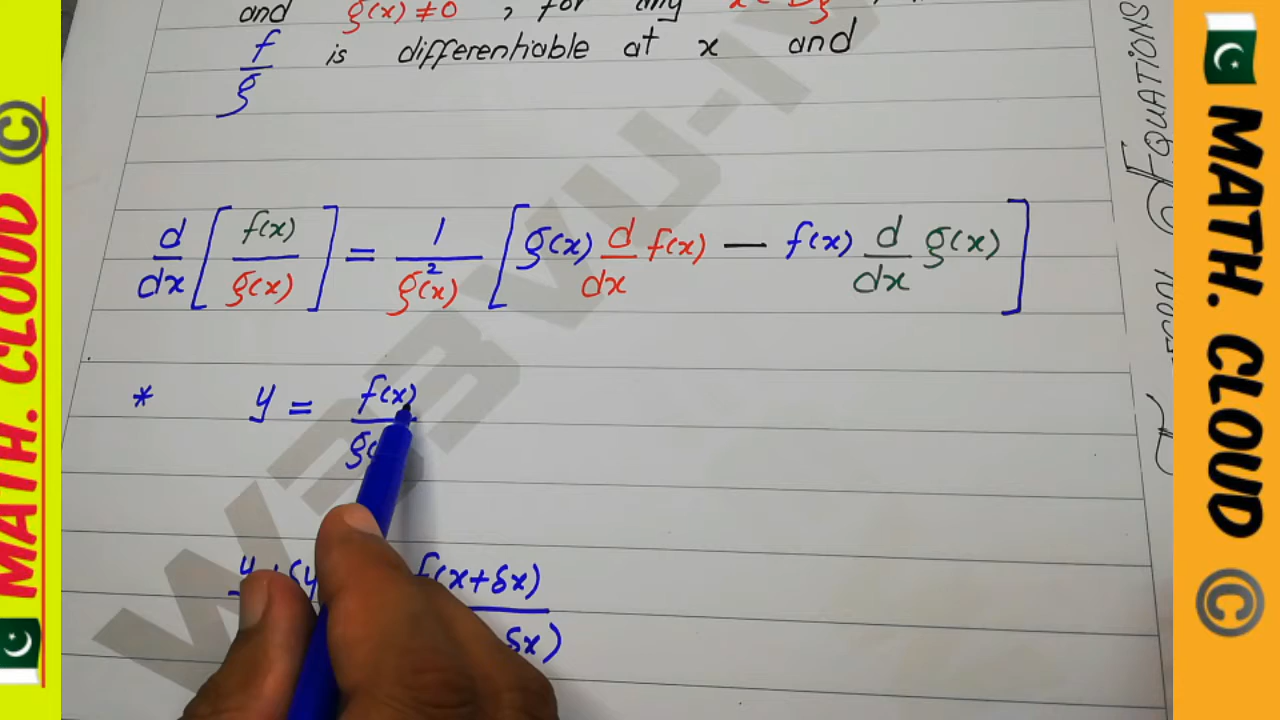 and g(x) ≠ 0 , for any
f/g is differentiable at x and
d/dx [ f(x)/g(x) ] = 1/g²(x) [ g(x) d/dx f(x) — f(x) d/dx g(x) ]
* y = f(x)/g(
f(x+δx)
δx)
EQUATIONS
MATH. CLOUD ©
MATH. CLOUD ©